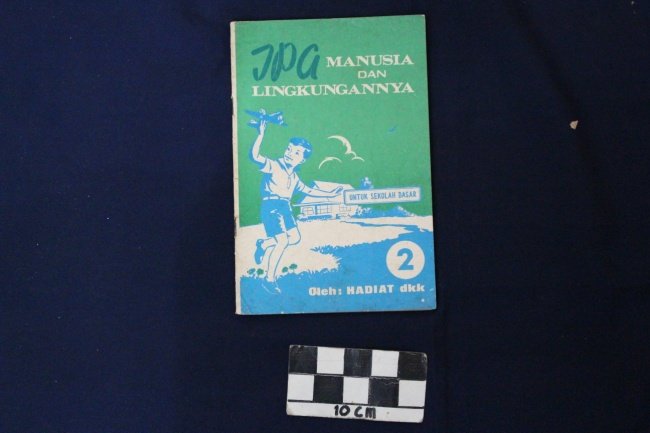 IPA MANUSIA
DAN
LINGKUNGANNYA
UNTUK SEKOLAH DASAR
2
Oleh: HADIAT dkk
10 CM